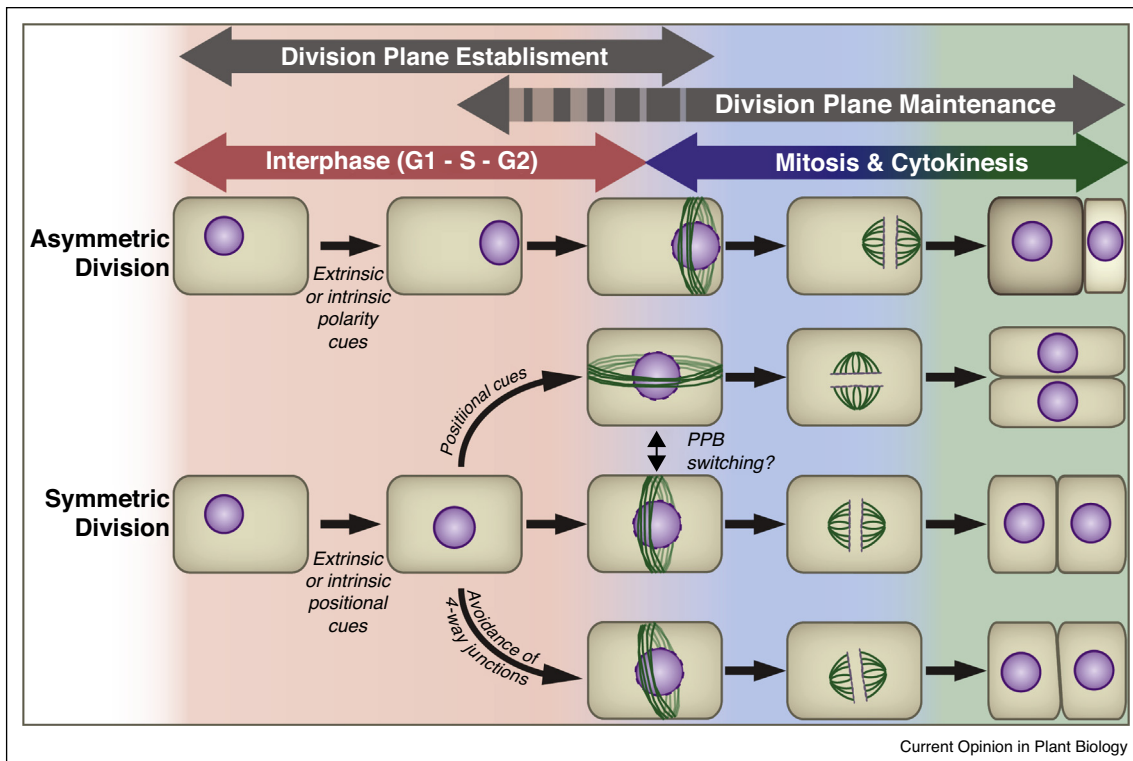 Division Plane Establisment
Division Plane Maintenance
Interphase (G1 - S - G2)
Mitosis & Cytokinesis
Asymmetric
Division
Extrinsic
or intrinsic
polarity
cues
Positiional cues
PPB
switching?
Symmetric
Division
Extrinsic
or intrinsic
positional
cues
Avoidance of
4-way junctions
Current Opinion in Plant Biology